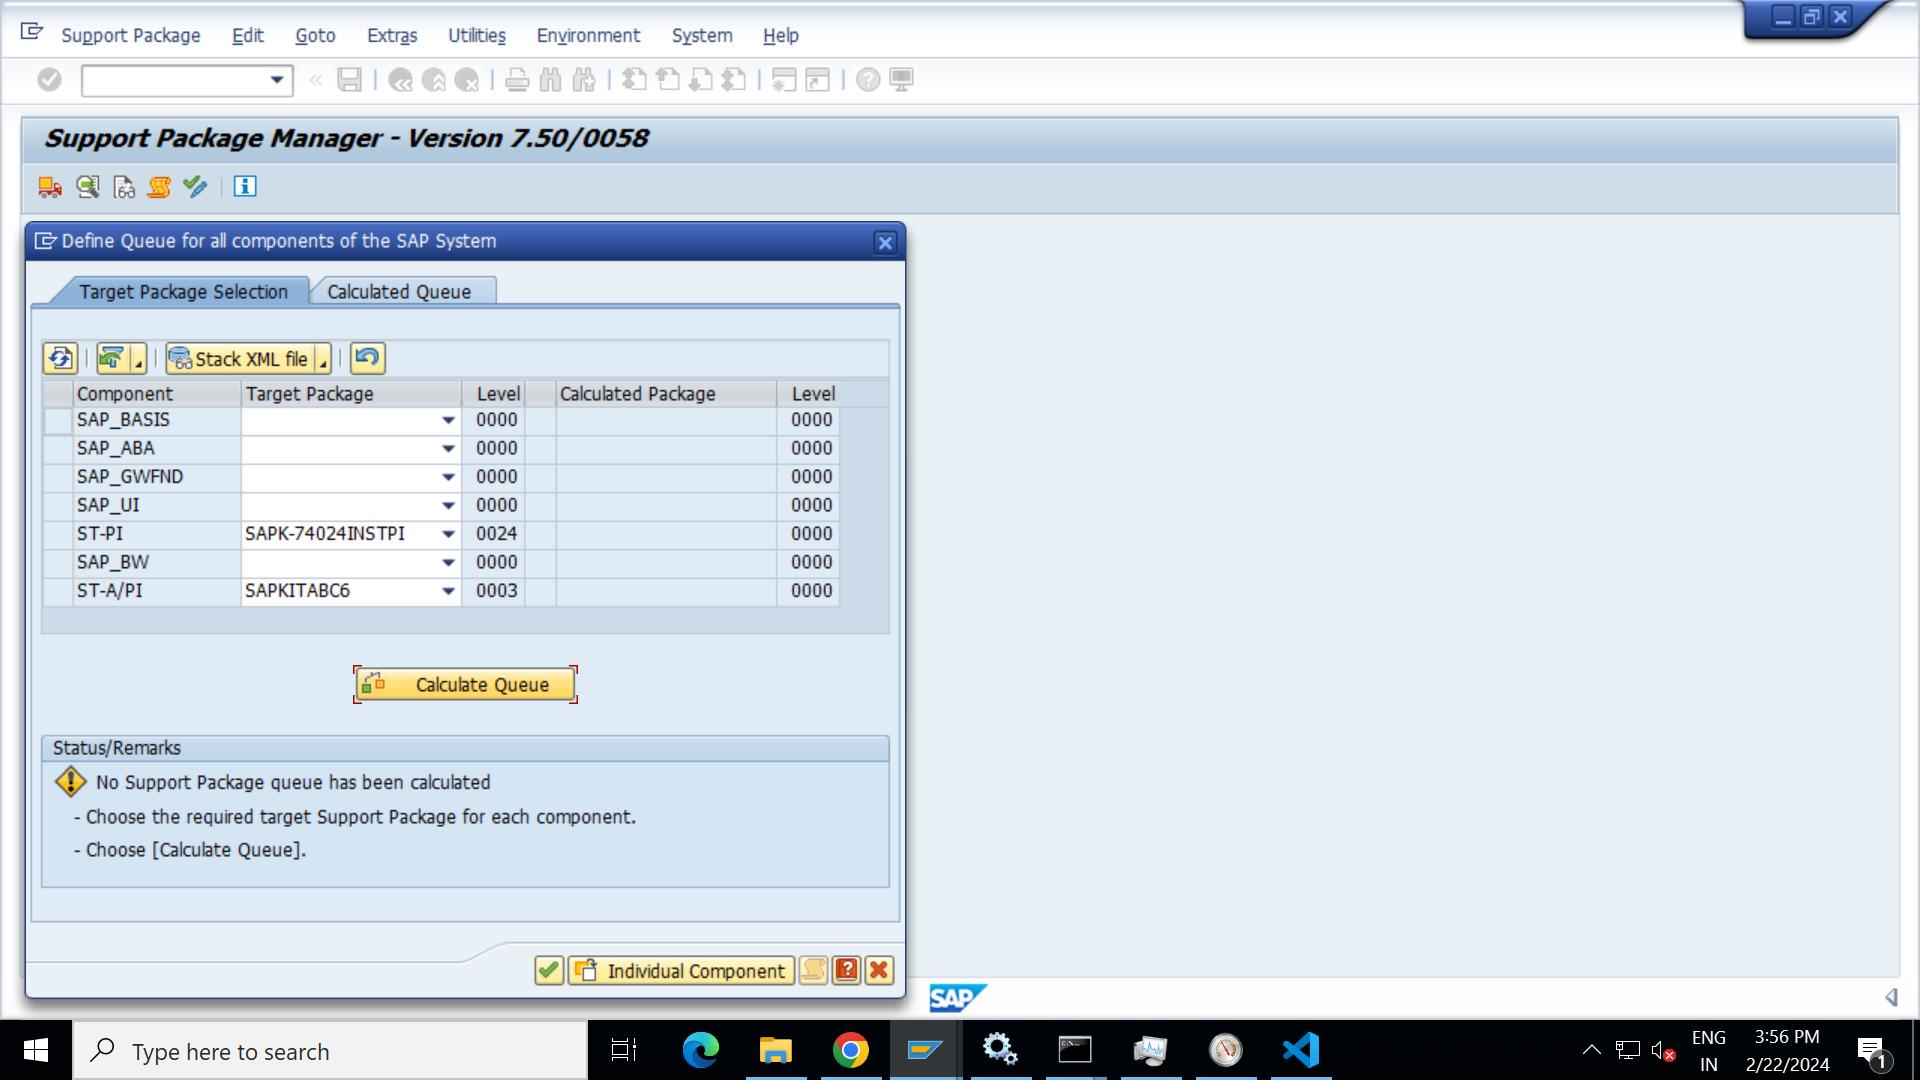 Support Package Edit Goto Extras Utilities Environment System Help
Support Package Manager - Version 7.50/0058
Define Queue for all components of the SAP System
Target Package Selection Calculated Queue
Stack XML file
Component Target Package Level Calculated Package Level
SAP_BASIS 0000 0000
SAP_ABA 0000 0000
SAP_GWFND 0000 0000
SAP_UI 0000 0000
ST-PI SAPK-74024INSTPI 0024 0000
SAP_BW 0000 0000
ST-A/PI SAPKITABC6 0003 0000
Calculate Queue
Status/Remarks
No Support Package queue has been calculated
- Choose the required target Support Package for each component.
- Choose [Calculate Queue].
Individual Component
SAP
Type here to search
ENG
IN
3:56 PM
2/22/2024
1